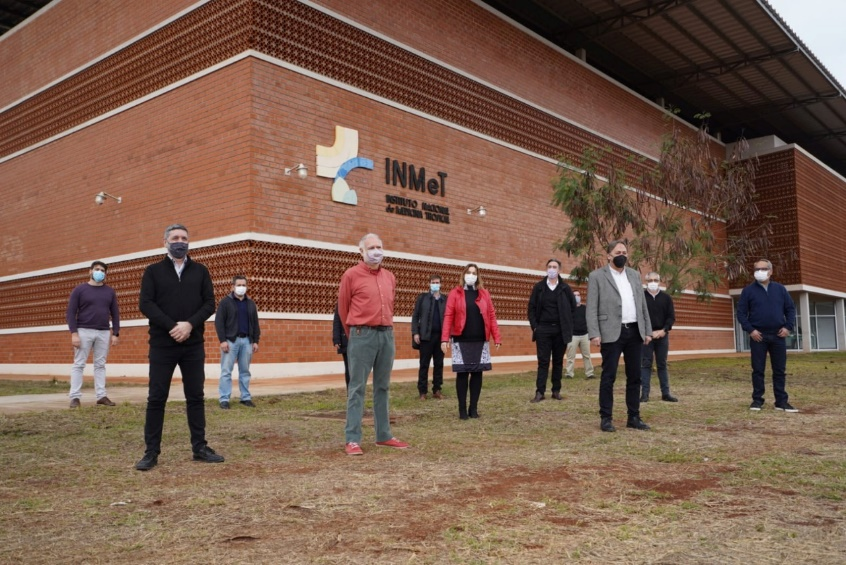 INMeT
INSTITUTO NACIONAL
de MEDICINA TROPICAL